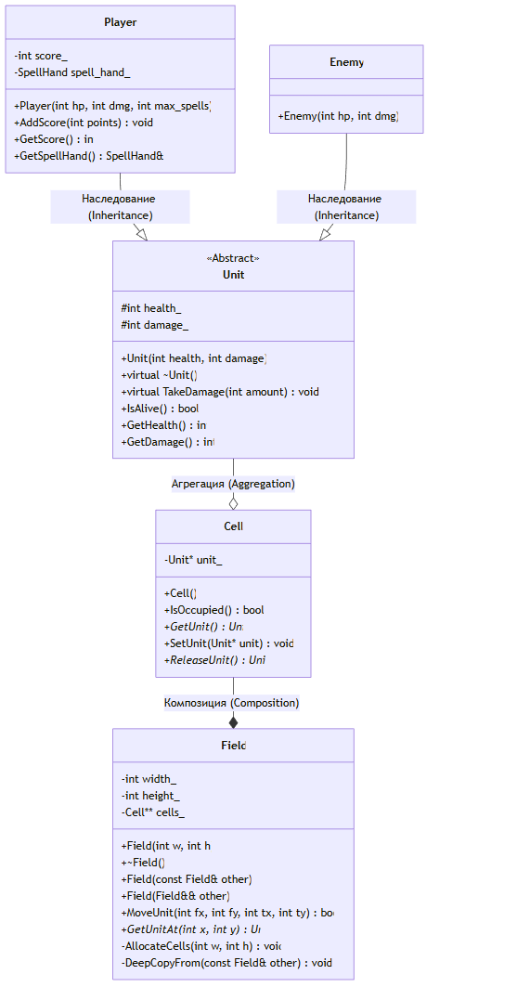 Player
-int score_
-SpellHand spell_hand_
+Player(int hp, int dmg, int max_spells)
+AddScore(int points) : void
+GetScore() : in
+GetSpellHand() : SpellHand&
Enemy
+Enemy(int hp, int dmg)
Наследование
(Inheritance)
Наследование
(Inheritance)
«Abstract»
Unit
#int health_
#int damage_
+Unit(int health, int damage)
+virtual ~Unit()
+virtual TakeDamage(int amount) : void
+IsAlive() : bool
+GetHealth() : in
+GetDamage() : int
Агрегация (Aggregation)
Cell
-Unit* unit_
+Cell()
+IsOccupied() : bool
+GetUnit() : Uni
+SetUnit(Unit* unit) : void
+ReleaseUnit() : Uni
Композиция (Composition)
Field
-int width_
-int height_
-Cell** cells_
+Field(int w, int h
+~Field()
+Field(const Field& other)
+Field(Field&& other)
+MoveUnit(int fx, int fy, int tx, int ty) : boo
+GetUnitAt(int x, int y) : Un
-AllocateCells(int w, int h) : void
-DeepCopyFrom(const Field& other) : void